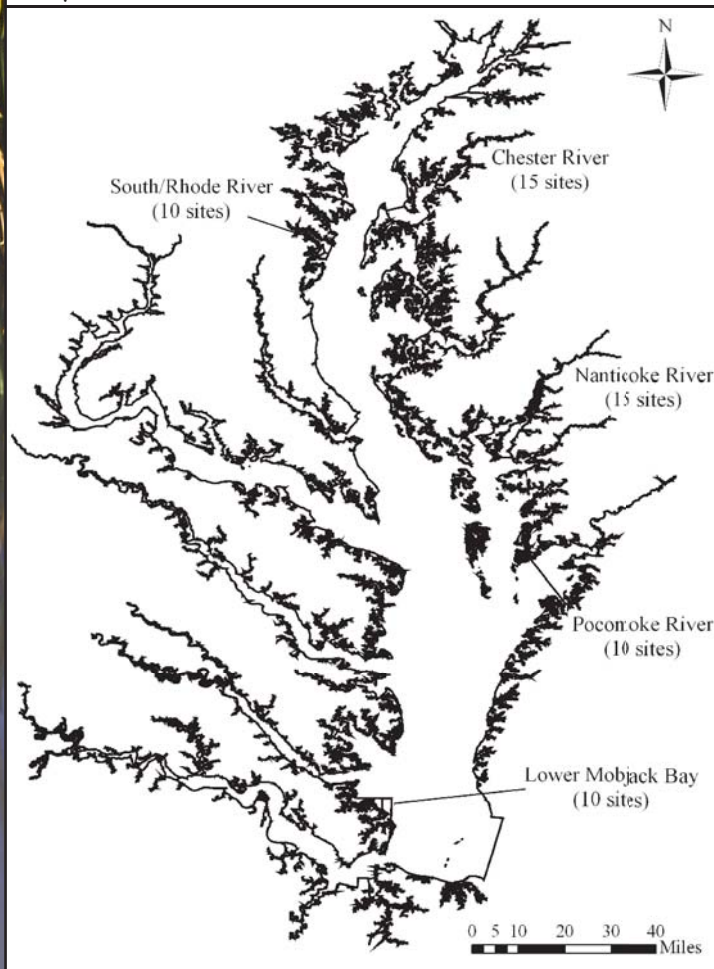 N
Chester River
(15 sites)
South/Rhode River
(10 sites)
Nanticoke River
(15 sites)
Pocomoke River
(10 sites)
Lower Mobjack Bay
(10 sites)
0 5 10 20 30 40
Miles